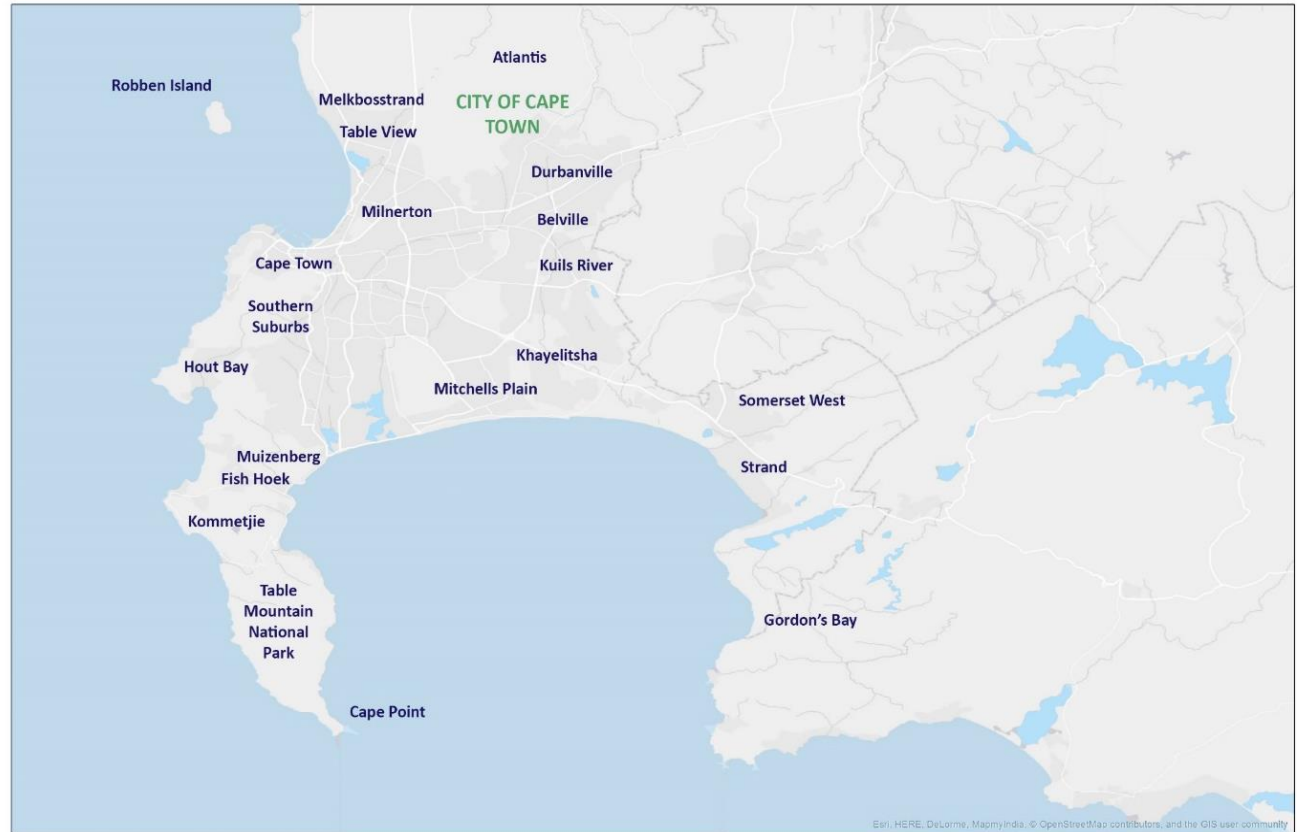 Atlantis
Robben Island
Melkbosstrand
CITY OF CAPE
TOWN
Table View
Durbanville
Milnerton
Belville
Cape Town
Kuils River
Southern
Suburbs
Hout Bay
Khayelitsha
Mitchells Plain
Somerset West
Muizenberg
Strand
Fish Hoek
Kommetjie
Table
Mountain
National
Park
Gordon's Bay
Cape Point
Esri, HERE, DeLorme, MapmyIndia, © OpenStreetMap contributors, and the GIS user community